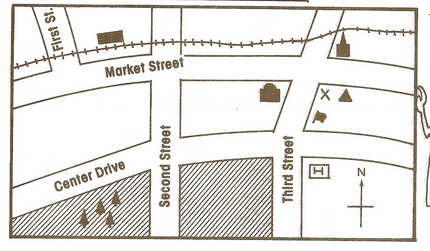 First St.
Market Street
Center Drive
Second Street
Third Street
H
N